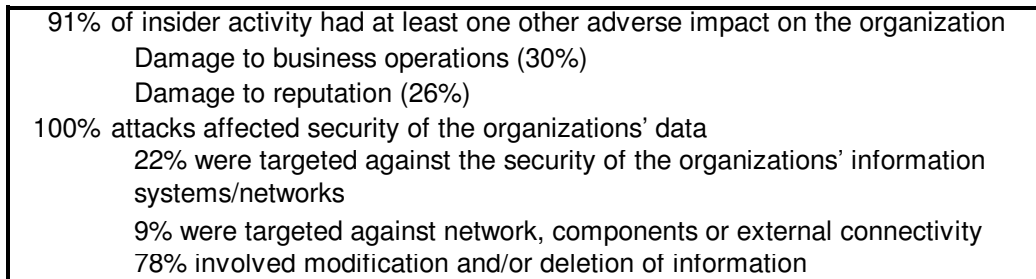 91% of insider activity had at least one other adverse impact on the organization
Damage to business operations (30%)
Damage to reputation (26%)
100% attacks affected security of the organizations’ data
22% were targeted against the security of the organizations’ information
systems/networks
9% were targeted against network, components or external connectivity
78% involved modification and/or deletion of information